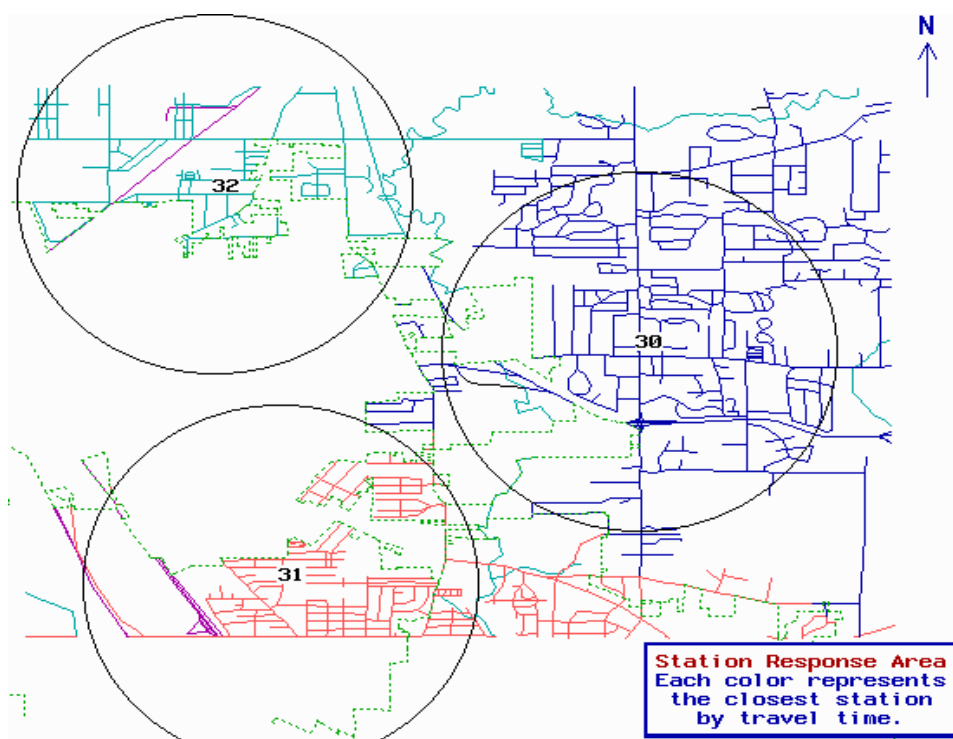 N
32
30
31
Station Response Area
Each color represents
the closest station
by travel time.